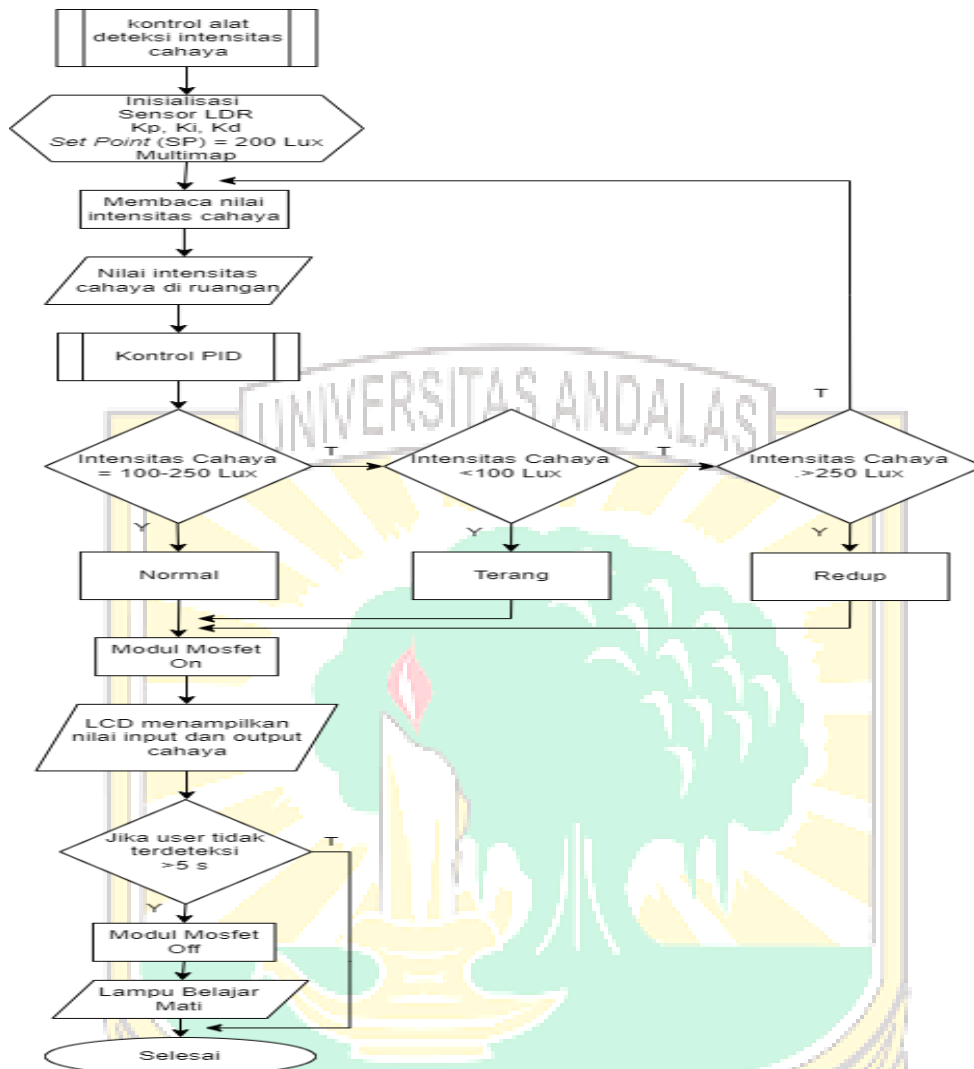 kontrol alat
deteksi intensitas
cahaya
Inisialisasi
Sensor LDR
Kp, Ki, Kd
Set Point (SP) = 200 Lux
Multimap
Membaca nilai
intensitas cahaya
Nilai intensitas
cahaya di ruangan
Kontrol PID
UNIVERSITAS ANDALAS
Intensitas Cahaya
= 100-250 Lux
T
Intensitas Cahaya
<100 Lux
T
Intensitas Cahaya
.>250 Lux
T
Y
Y
Y
Normal
Terang
Redup
Modul Mosfet
On
LCD menampilkan
nilai input dan output
cahaya
Jika user tidak
terdeteksi
>5 s
T
Y
Modul Mosfet
Off
Lampu Belajar
Mati
Selesai